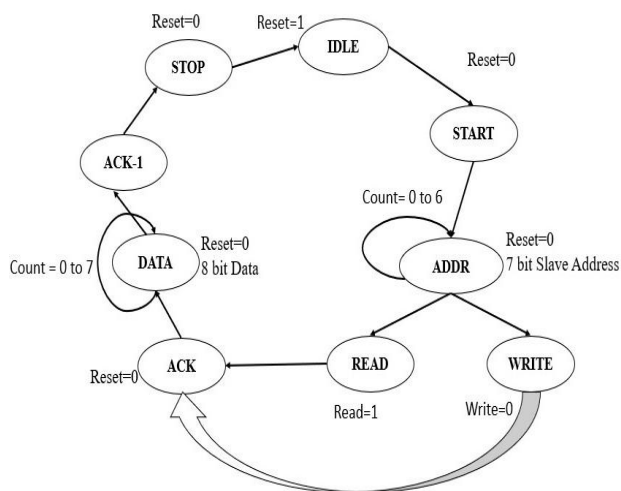 Reset=0
Reset=1
IDLE
STOP
Reset=0
START
ACK-1
Count= 0 to 6
Reset=0
DATA
8 bit Data
Count = 0 to 7
Reset=0
ADDR
7 bit Slave Address
ACK
READ
WRITE
Reset=0
Read=1
Write=0